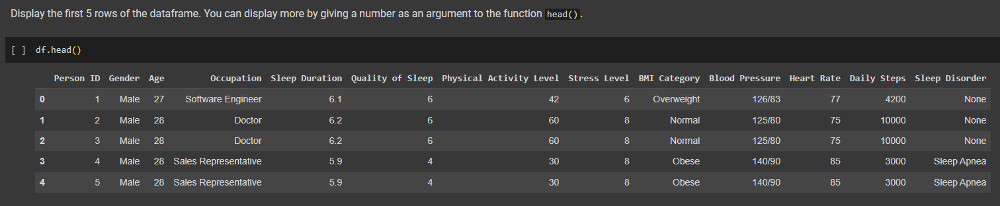 Display the first 5 rows of the dataframe. You can display more by giving a number as an argument to the function head().
[ ] df.head()
Person ID Gender Age Occupation Sleep Duration Quality of Sleep Physical Activity Level Stress Level BMI Category Blood Pressure Heart Rate Daily Steps Sleep Disorder
0 1 Male 27 Software Engineer 6.1 6 42 6 Overweight 126/83 77 4200 None
1 2 Male 28 Doctor 6.2 6 60 8 Normal 125/80 75 10000 None
2 3 Male 28 Doctor 6.2 6 60 8 Normal 125/80 75 10000 None
3 4 Male 28 Sales Representative 5.9 4 30 8 Obese 140/90 85 3000 Sleep Apnea
4 5 Male 28 Sales Representative 5.9 4 30 8 Obese 140/90 85 3000 Sleep Apnea